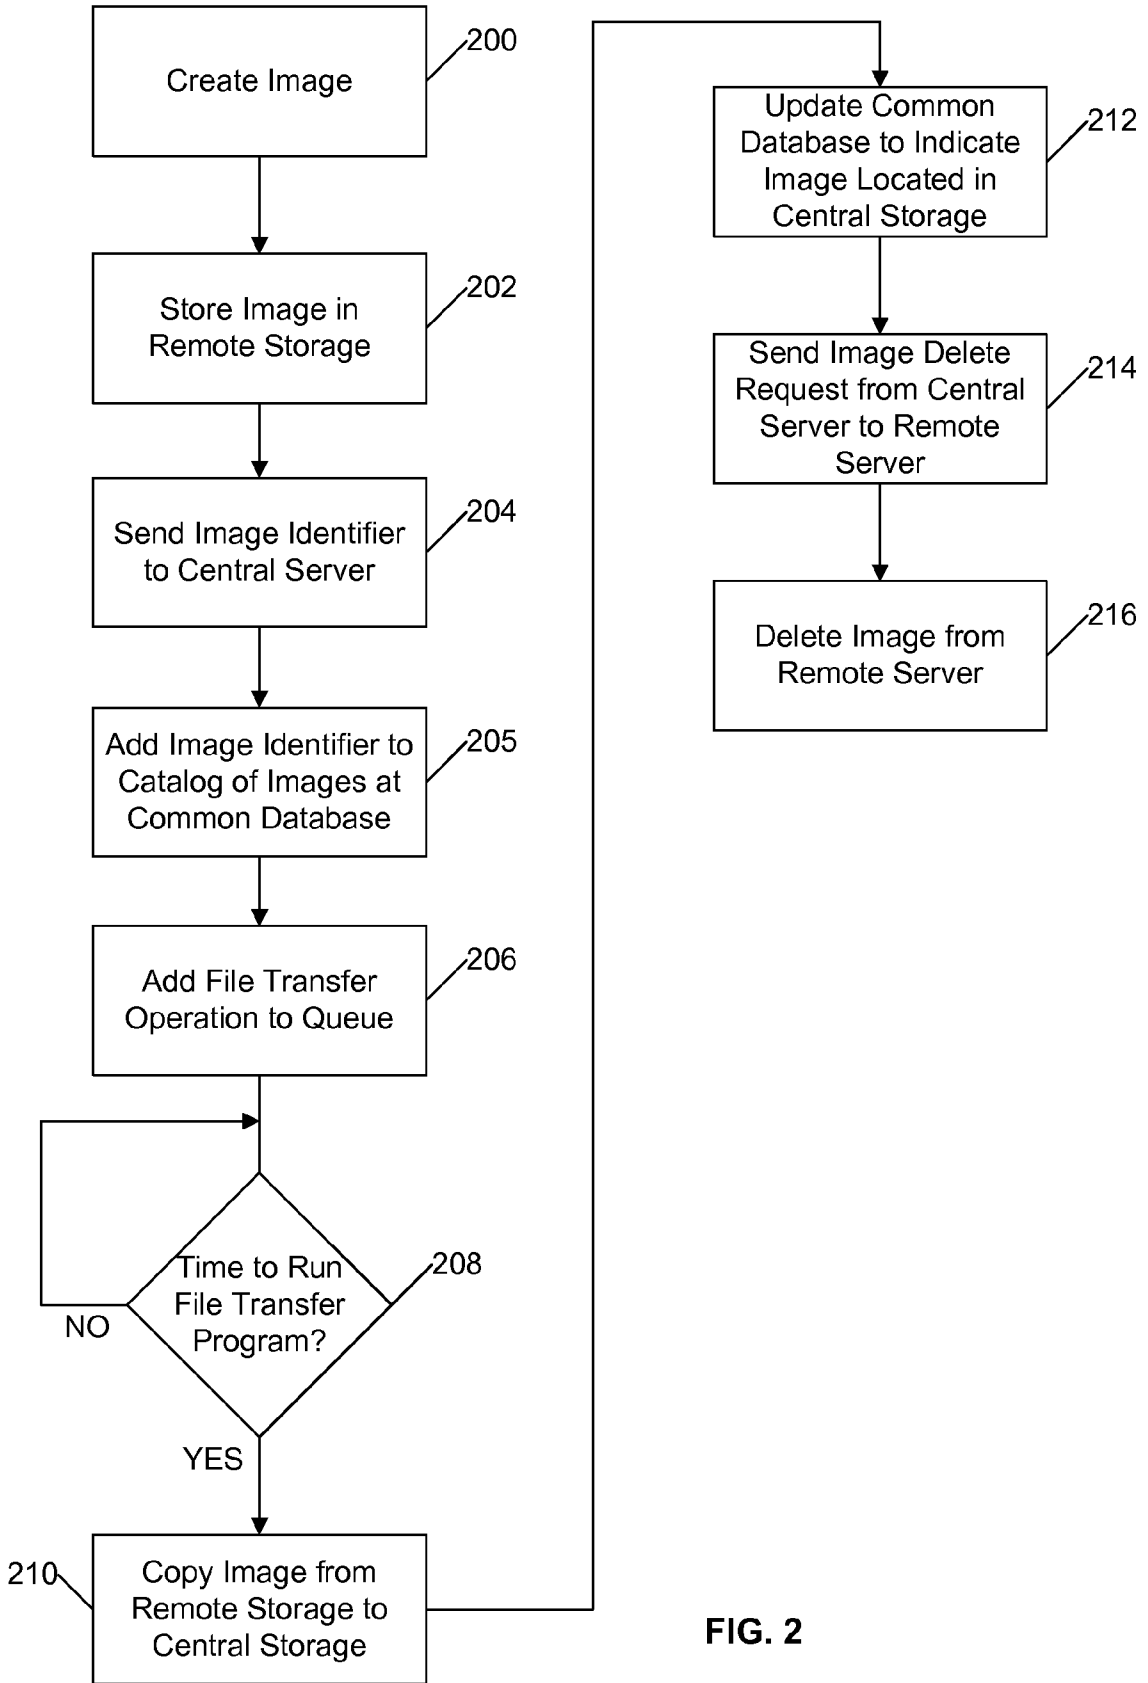 Create Image
200
Store Image in
Remote Storage
202
Send Image Identifier
to Central Server
204
Add Image Identifier to
Catalog of Images at
Common Database
205
Add File Transfer
Operation to Queue
206
Time to Run
File Transfer
Program?
208
NO
YES
210
Copy Image from
Remote Storage to
Central Storage
Update Common
Database to Indicate
Image Located in
Central Storage
212
Send Image Delete
Request from Central
Server to Remote
Server
214
Delete Image from
Remote Server
216
FIG. 2